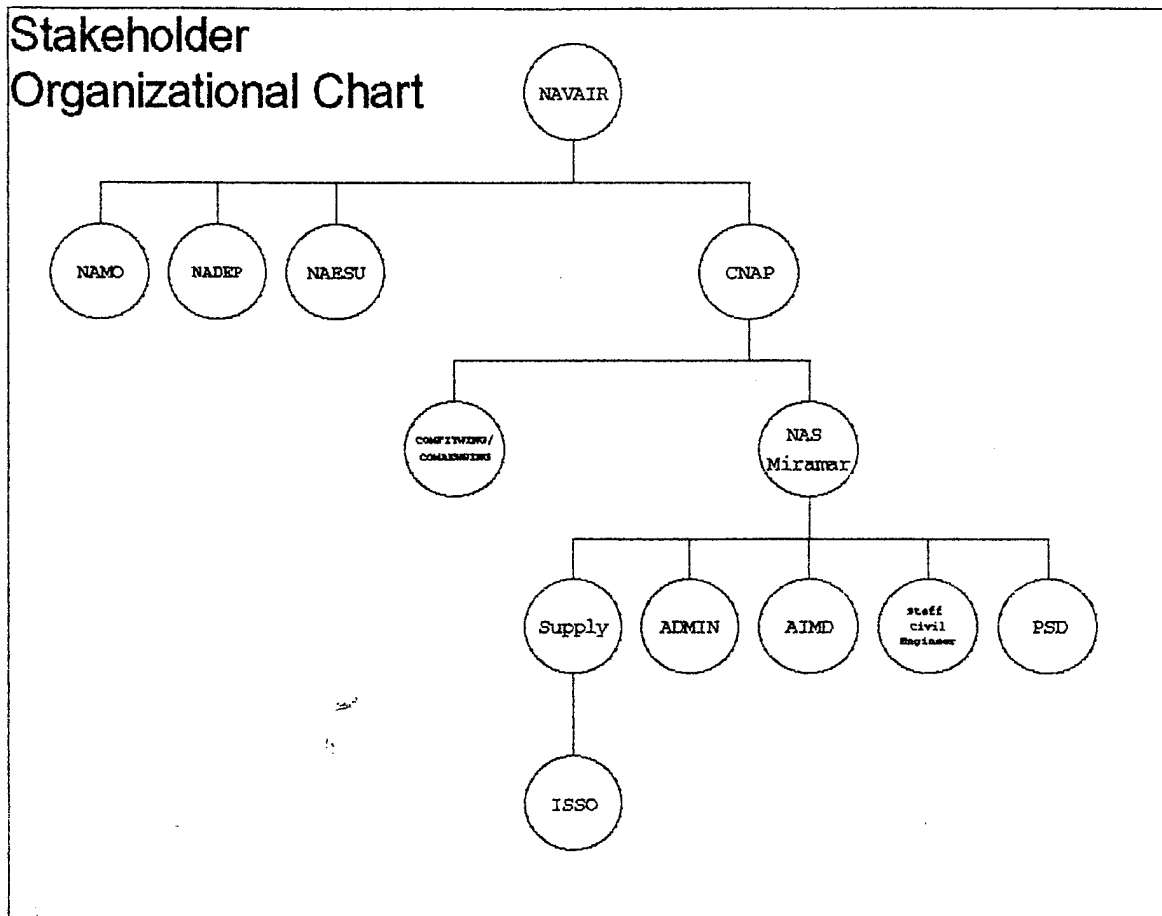 Stakeholder
Organizational Chart
NAVAIR
NAMO
NADEP
NAESU
CNAP
COMFITWING/
COMAEWWING
NAS
Miramar
Supply
ADMIN
AIMD
Staff
Civil
Engineer
PSD
ISSO